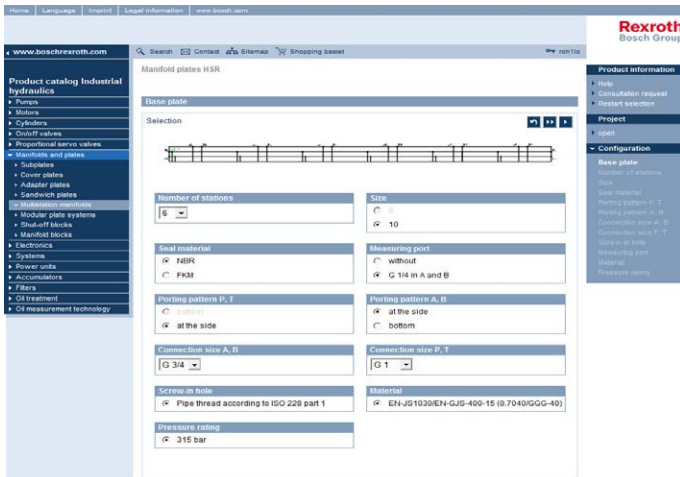 Home | Language | Imprint | Legal information | www.bosch.com
Rexroth
Bosch Group
www.boschrexroth.com
Search Contact Sitemap Shopping basket
Product catalog Industrial
hydraulics
Pumps
Motors
Cylinders
On/off valves
Proportional servo valves
Manifolds and plates
Subplates
Cover plates
Adapter plates
Sandwich plates
Multistation manifolds
Modular plate systems
Shut-off blocks
Manifold blocks
Electronics
Systems
Power units
Accumulators
Filters
Oil treatment
Oil measurement technology
Manifold plates HSR
Base plate
Selection
Number of stations
6
Size
6
10
Seal material
NBR
FKM
Measuring port
without
G 1/4 in A and B
Porting pattern P, T
bottom
at the side
Porting pattern A, B
at the side
bottom
Connection size A, B
G 3/4
Connection size P, T
G 1
Screw-in hole
Pipe thread according to ISO 228 part 1
Material
EN-JS1030/EN-GJS-400-15 (0.7040/GGG-40)
Pressure rating
315 bar
Product information
Help
Consultation request
Restart selection
Project
open
Configuration
Base plate
Number of stations
Size
Seal material
Porting pattern P, T
Porting pattern A, B
Connection size A, B
Connection size P, T
Screw-in hole
Measuring port
Material
Pressure rating